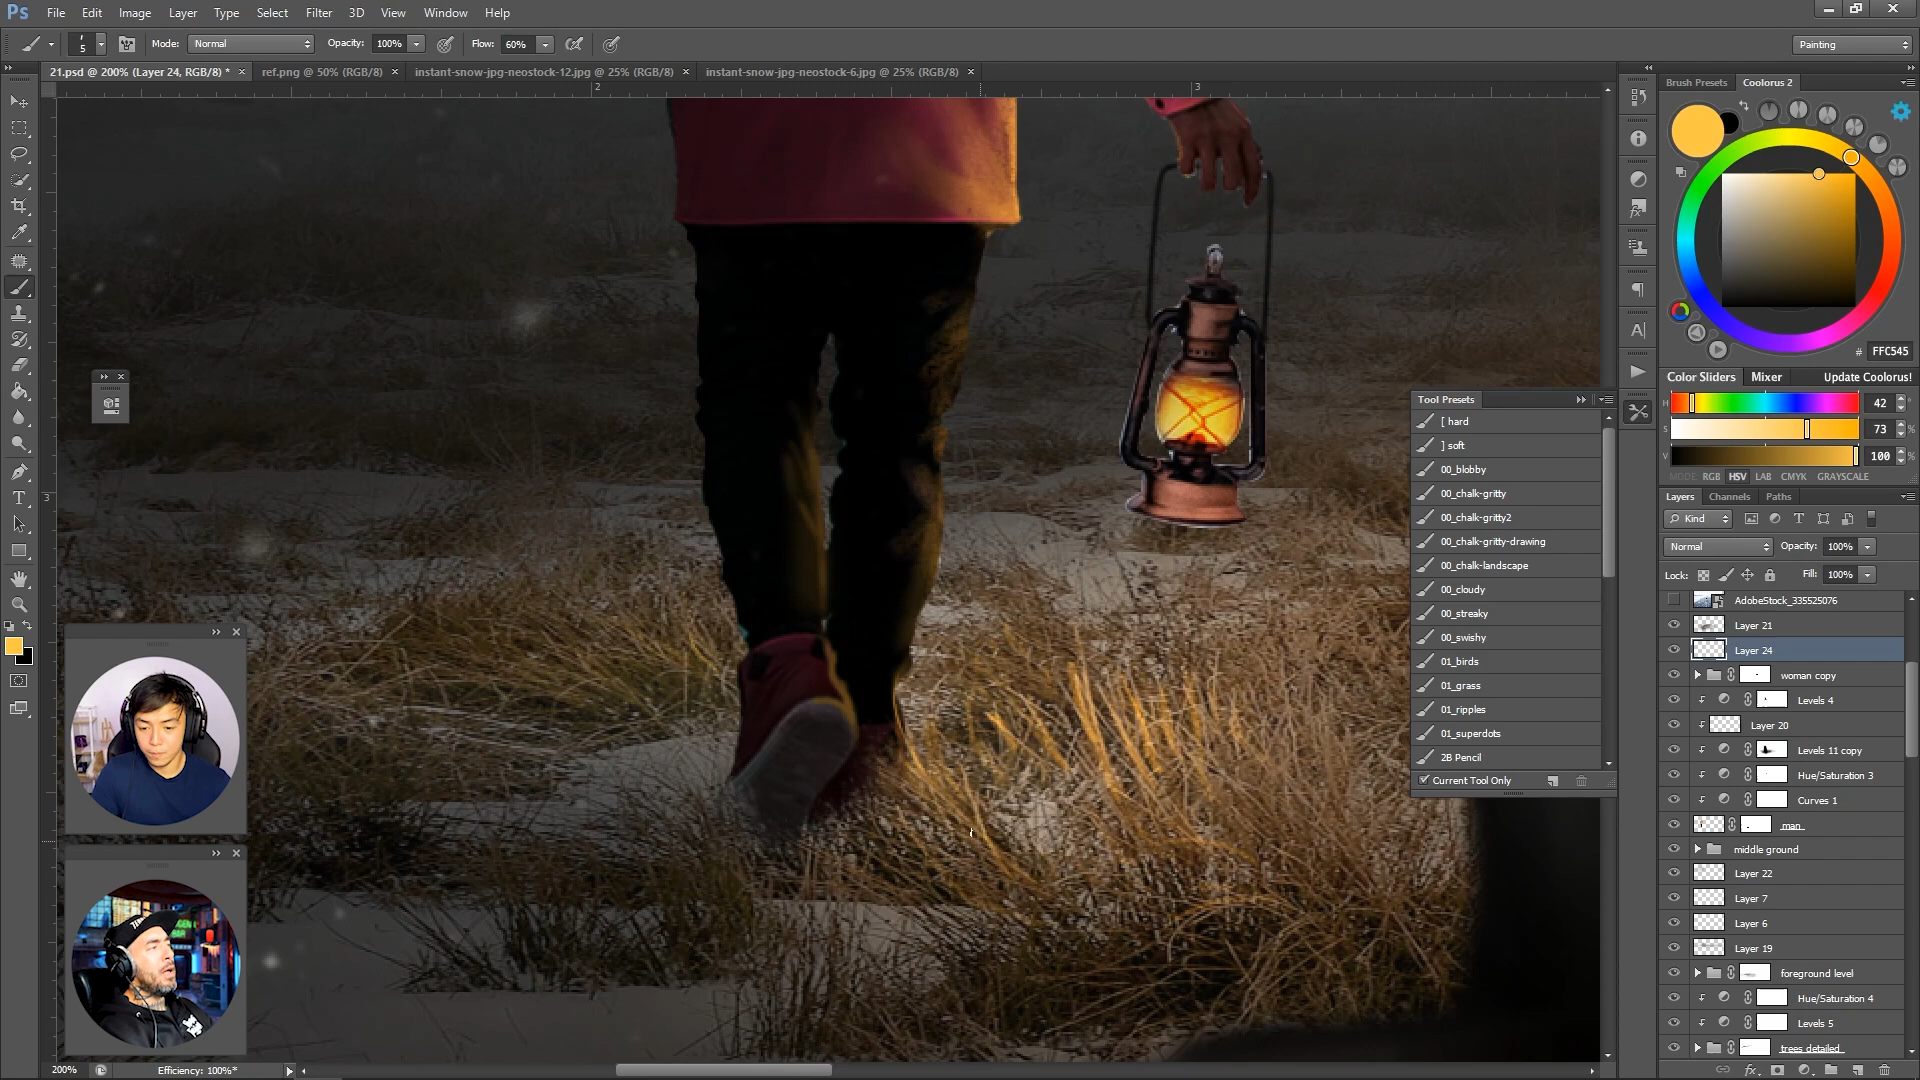 Ps File Edit Image Layer Type Select Filter 3D View Window Help
5 Mode: Normal Opacity: 100% Flow: 60% Painting
21.psd @ 200% (Layer 24, RGB/8) * × ref.png @ 50% (RGB/8) × instant-snow-jpg-neostock-12.jpg @ 25% (RGB/8) × instant-snow-jpg-neostock-6.jpg @ 25% (RGB/8) ×
2 3
3
Brush Presets Coolorus 2
# FFC545
Color Sliders Mixer Update Coolorus!
H 42 °
S 73 %
V 100 %
MODE RGB HSV LAB CMYK GRAYSCALE
Tool Presets
[ hard
] soft
00_blobby
00_chalk-gritty
00_chalk-gritty2
00_chalk-gritty-drawing
00_chalk-landscape
00_cloudy
00_streaky
00_swishy
01_birds
01_grass
01_ripples
01_superdots
2B Pencil
Current Tool Only
Layers Channels Paths
Kind
Normal Opacity: 100%
Lock: Fill: 100%
AdobeStock_335525076
Layer 21
Layer 24
woman copy
Levels 4
Layer 20
Levels 11 copy
Hue/Saturation 3
Curves 1
man
middle ground
Layer 22
Layer 7
Layer 6
Layer 19
foreground level
Hue/Saturation 4
Levels 5
trees detailed
200% Efficiency: 100%*